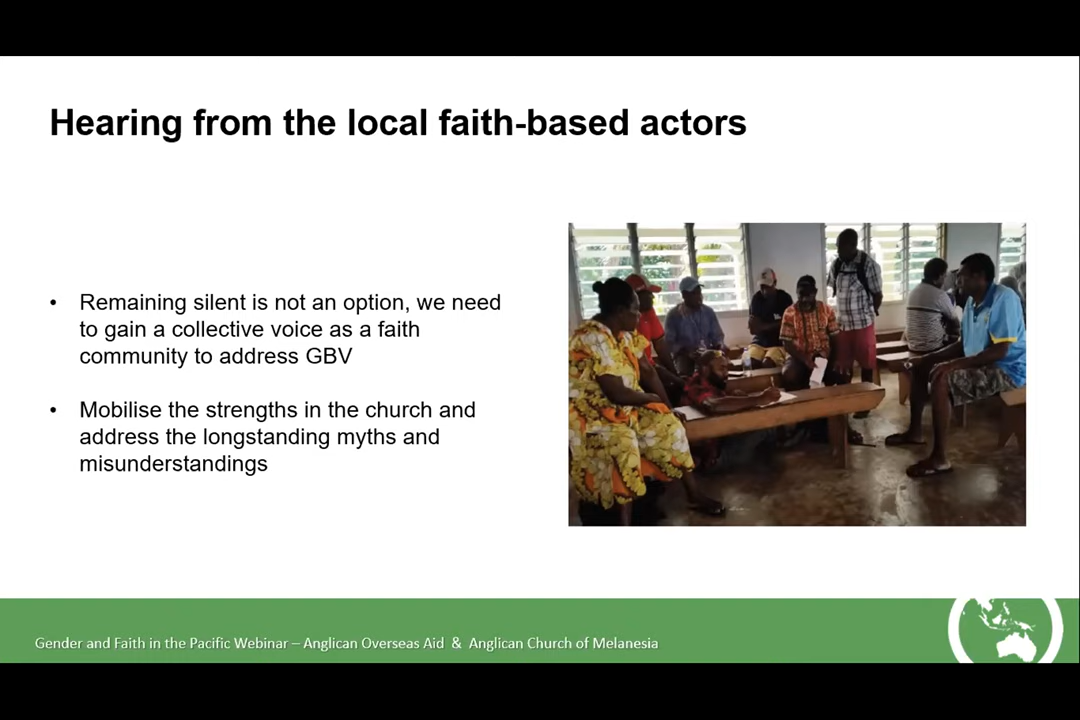 Hearing from the local faith-based actors
• Remaining silent is not an option, we need
to gain a collective voice as a faith
community to address GBV
• Mobilise the strengths in the church and
address the longstanding myths and
misunderstandings
Gender and Faith in the Pacific Webinar – Anglican Overseas Aid & Anglican Church of Melanesia